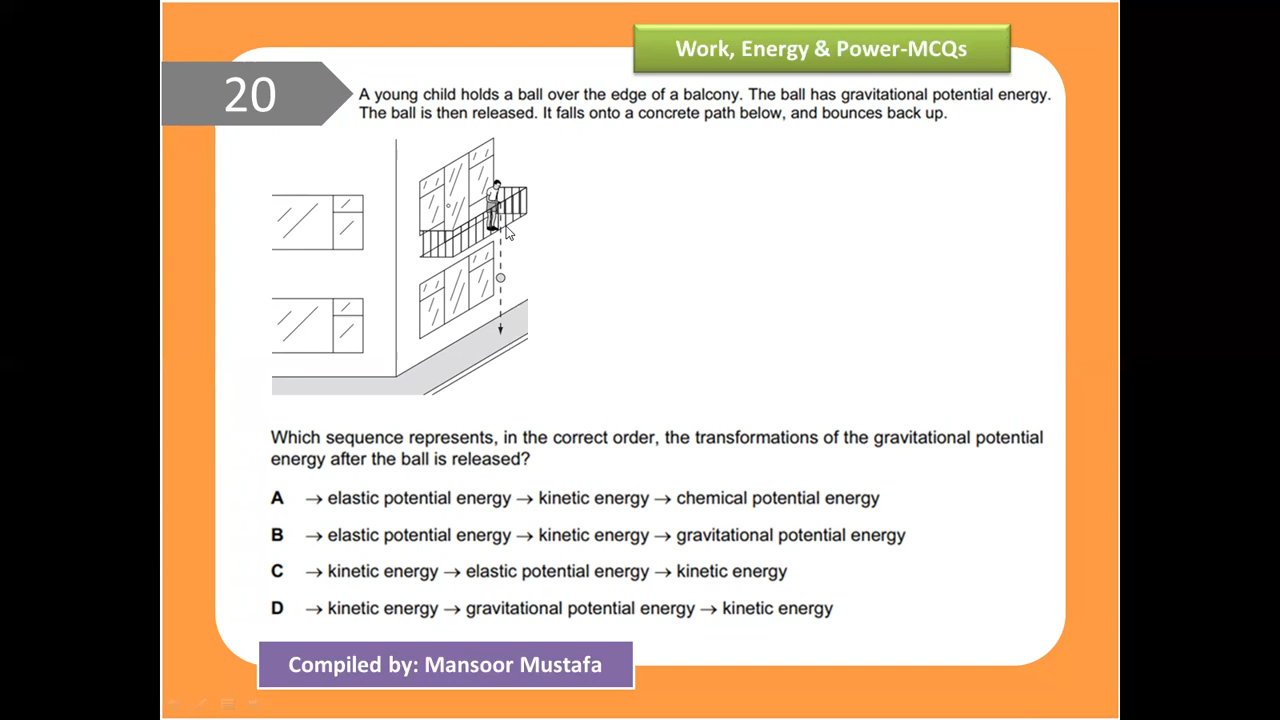 Work, Energy & Power-MCQs
20
A young child holds a ball over the edge of a balcony. The ball has gravitational potential energy.
The ball is then released. It falls onto a concrete path below, and bounces back up.
Which sequence represents, in the correct order, the transformations of the gravitational potential
energy after the ball is released?
A → elastic potential energy → kinetic energy → chemical potential energy
B → elastic potential energy → kinetic energy → gravitational potential energy
C → kinetic energy → elastic potential energy → kinetic energy
D → kinetic energy → gravitational potential energy → kinetic energy
Compiled by: Mansoor Mustafa